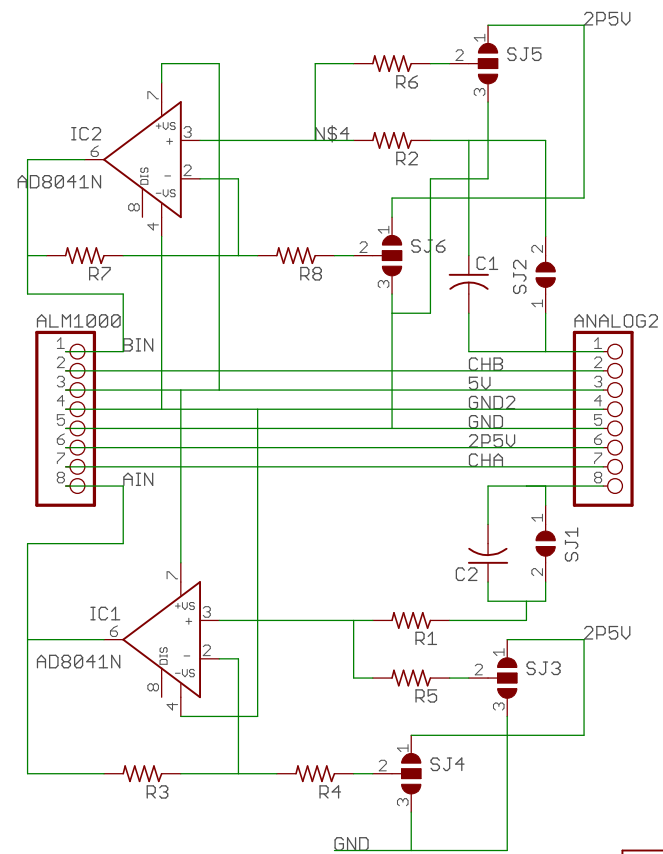 2P5V
1
2
SJ5
3
R6
7
+VS
IC2
3
+
N$4
6
R2
AD8041N
DIS
2
-
-VS
8
4
1
2
SJ6
3
R7
R8
C1
SJ2
2
1
ALM1000
ANALOG2
1
BIN
1
2
CHB
2
3
5V
3
4
GND2
4
5
GND
5
6
2P5V
6
7
CHA
7
8
AIN
8
1
SJ1
2
C2
7
+VS
IC1
3
+
6
R1
2P5V
AD8041N
DIS
2
-
-VS
8
4
1
2
SJ3
3
R5
1
2
SJ4
3
R3
R4
GND